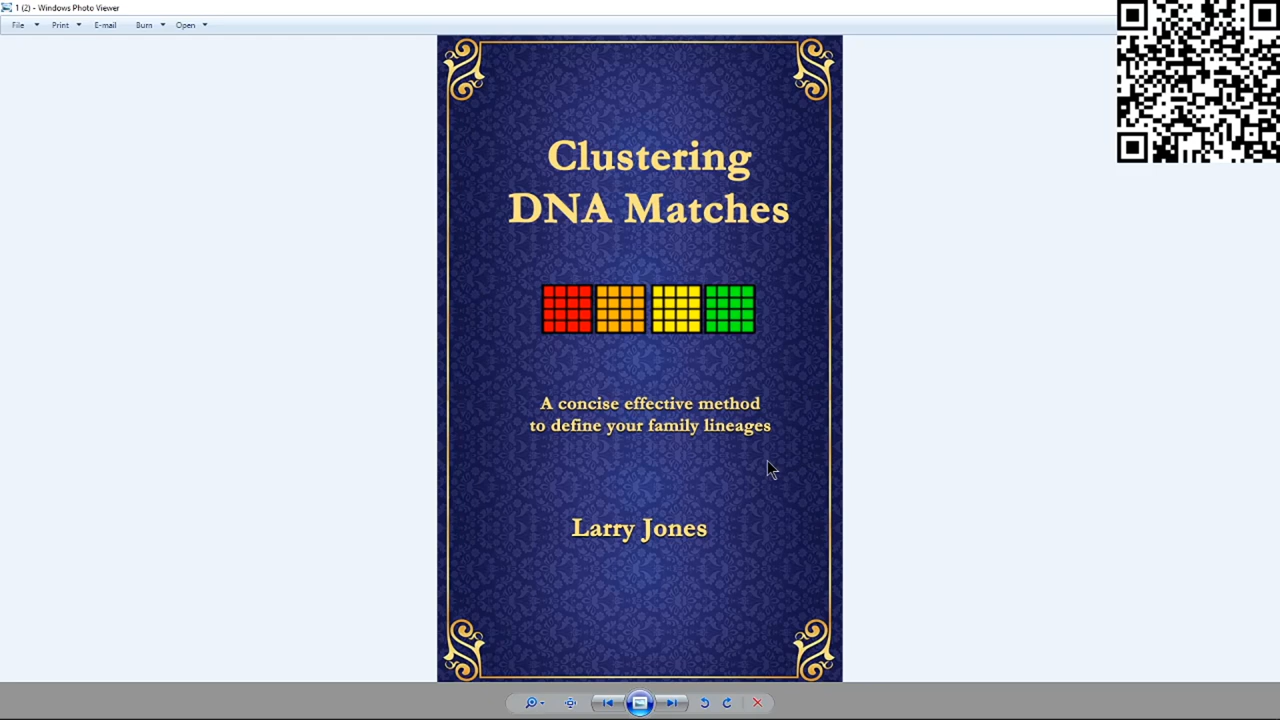 1 (2) - Windows Photo Viewer
File Print E-mail Burn Open
Clustering
DNA Matches
A concise effective method
to define your family lineages
Larry Jones